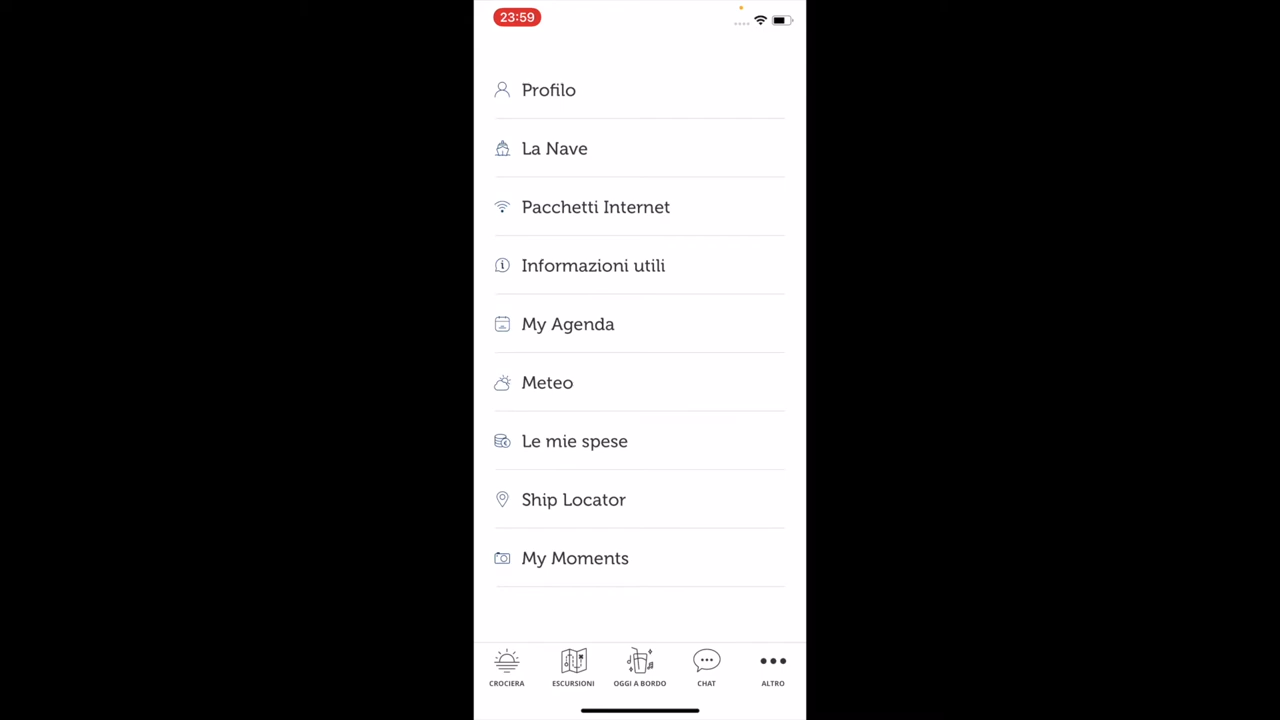 23:59
Profilo
La Nave
Pacchetti Internet
Informazioni utili
My Agenda
Meteo
Le mie spese
Ship Locator
My Moments
CROCIERA
ESCURSIONI
OGGI A BORDO
CHAT
ALTRO